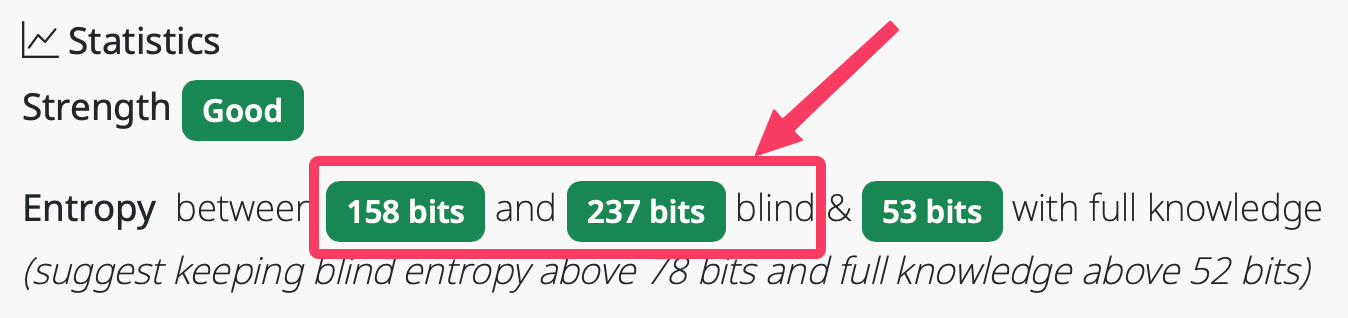 Statistics
Strength Good
Entropy between 158 bits and 237 bits blind & 53 bits with full knowledge
(suggest keeping blind entropy above 78 bits and full knowledge above 52 bits)